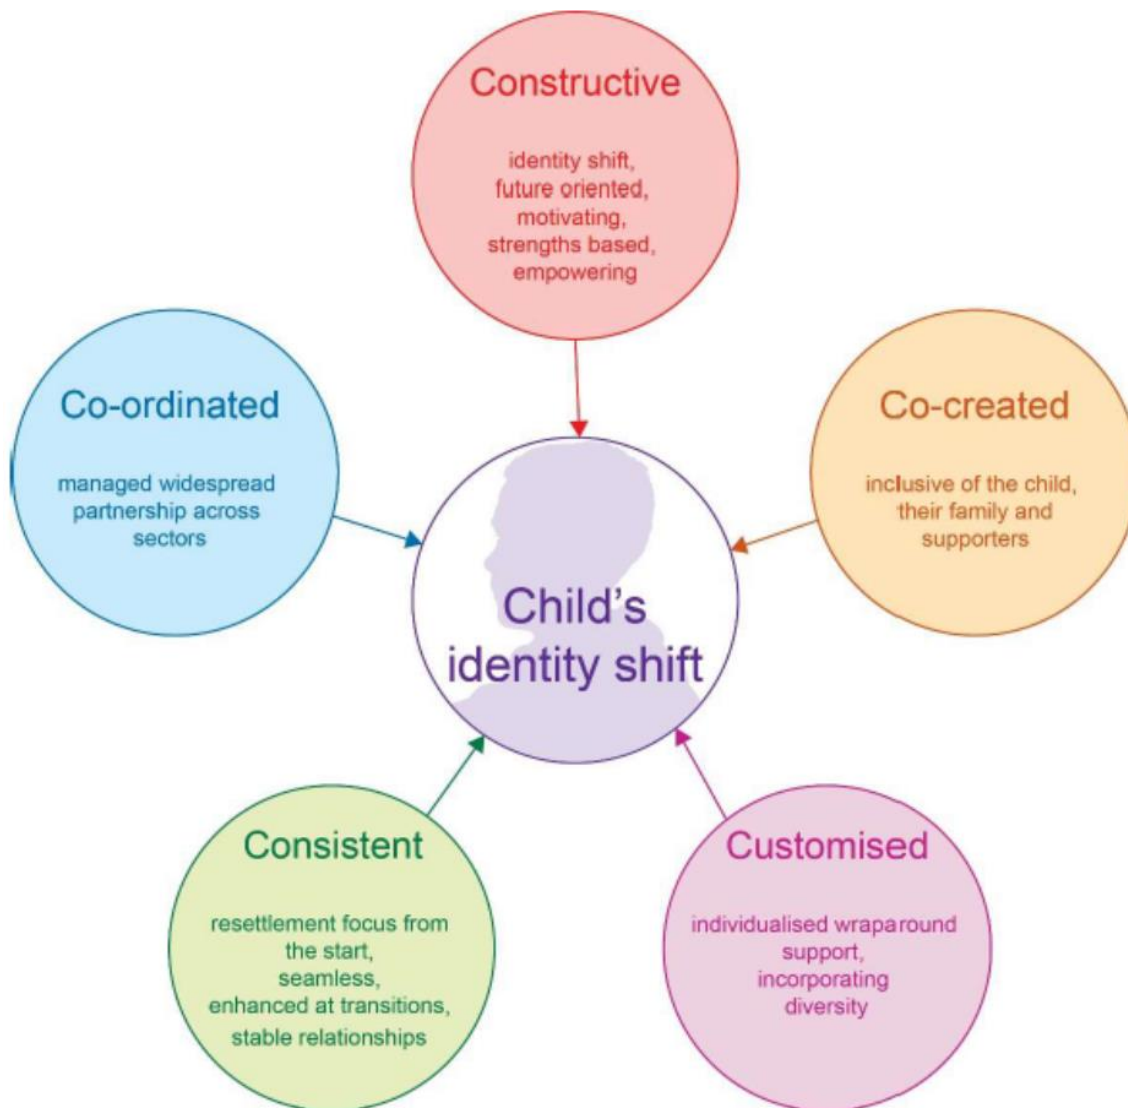 Constructive
identity shift,
future oriented,
motivating,
strengths based,
empowering
Co-ordinated
managed widespread
partnership across
sectors
Co-created
inclusive of the child,
their family and
supporters
Child's
identity shift
Consistent
resettlement focus from
the start,
seamless,
enhanced at transitions,
stable relationships
Customised
individualised wraparound
support,
incorporating
diversity